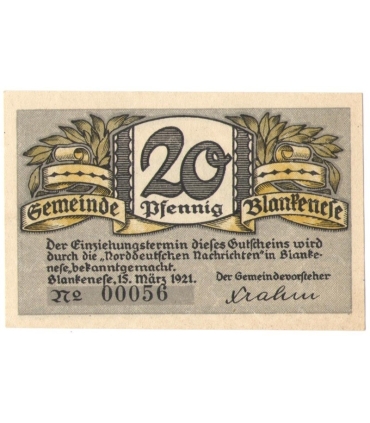 20
Gemeinde Pfennig Blankenese
Der Einziehungstermin dieses Gutscheins wird
durch die „Norddeutschen Nachrichten" in Blanke-
nese, bekanntgemacht.
Blankenese, 15. März 1921. Der Gemeindevorsteher
No 00056